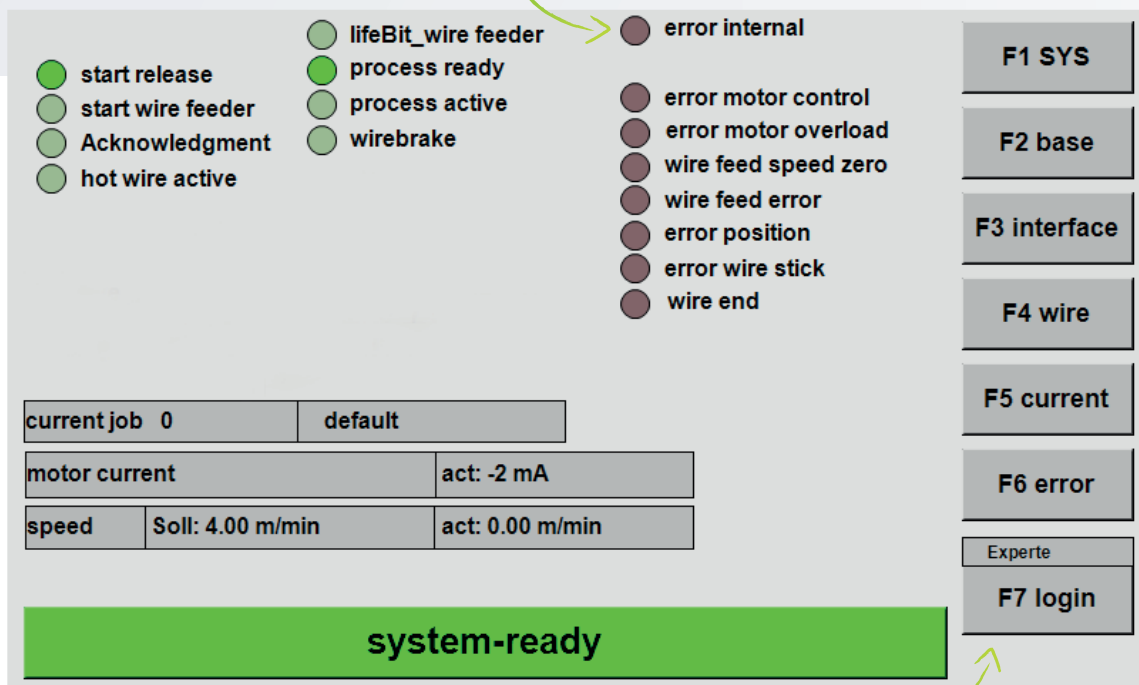 start release
start wire feeder
Acknowledgment
hot wire active
lifeBit_wire feeder
process ready
process active
wirebrake
error internal
error motor control
error motor overload
wire feed speed zero
wire feed error
error position
error wire stick
wire end
current job 0 default
motor current act: -2 mA
speed Soll: 4.00 m/min act: 0.00 m/min
system-ready
F1 SYS
F2 base
F3 interface
F4 wire
F5 current
F6 error
Experte
F7 login